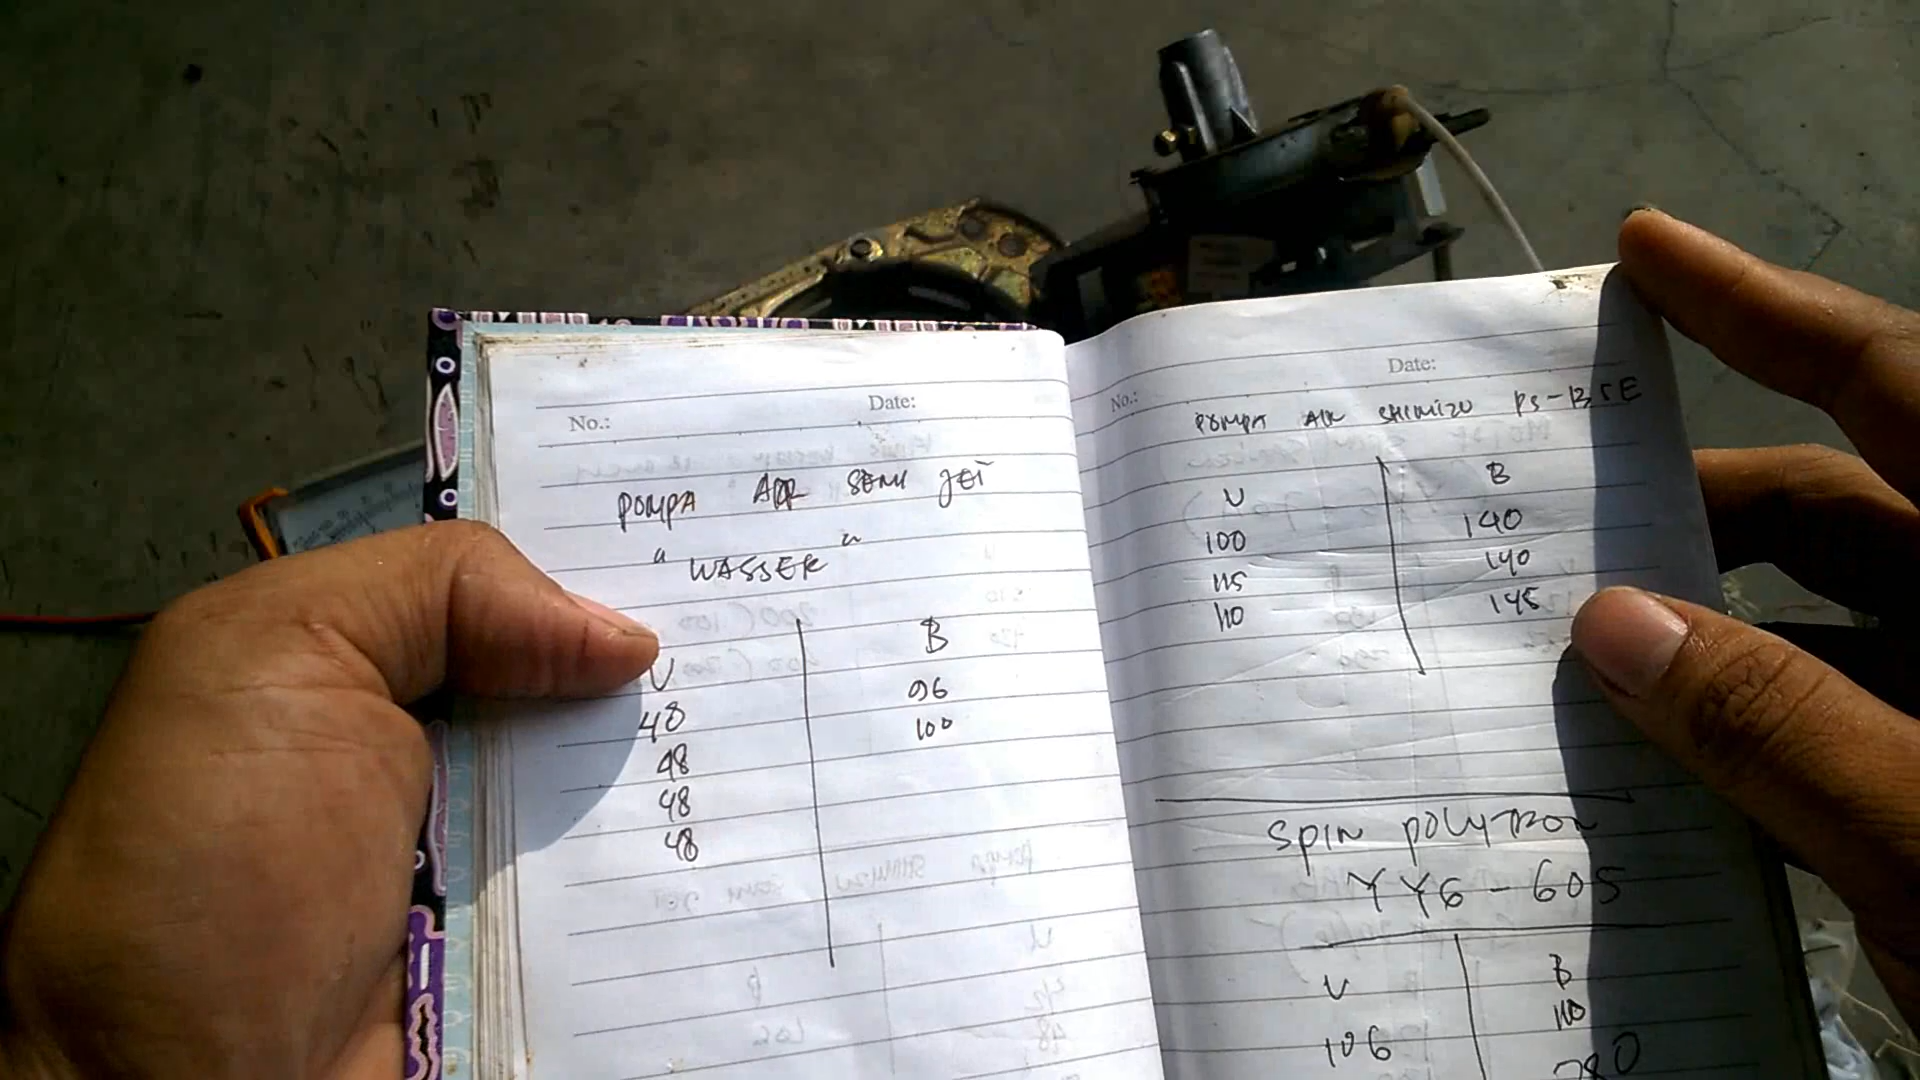 No.:
Date:
POMPA AIR SEMI JET
"WASSER"
U B
48 96
48 100
48
48
No.:
Date:
POMPA AIR SHIMIZU PS-135E
U B
100 140
115 140
110 145
SPIN POLYTRON
YYG-605
U B
106 110